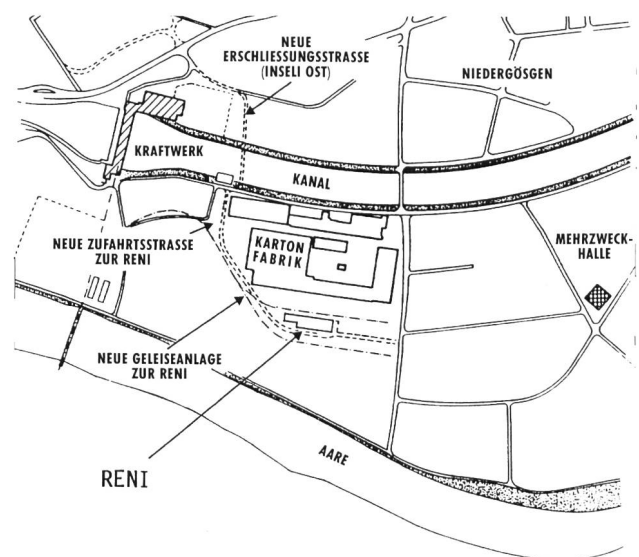 NEUE
ERSCHLIESSUNGSSTRASSE
(INSELI OST)
NIEDERGÖSGEN
KRAFTWERK
KANAL
NEUE ZUFAHRTSSTRASSE
ZUR RENI
KARTON
FABRIK
MEHRZWECK-
HALLE
NEUE GELEISEANLAGE
ZUR RENI
RENI
AARE